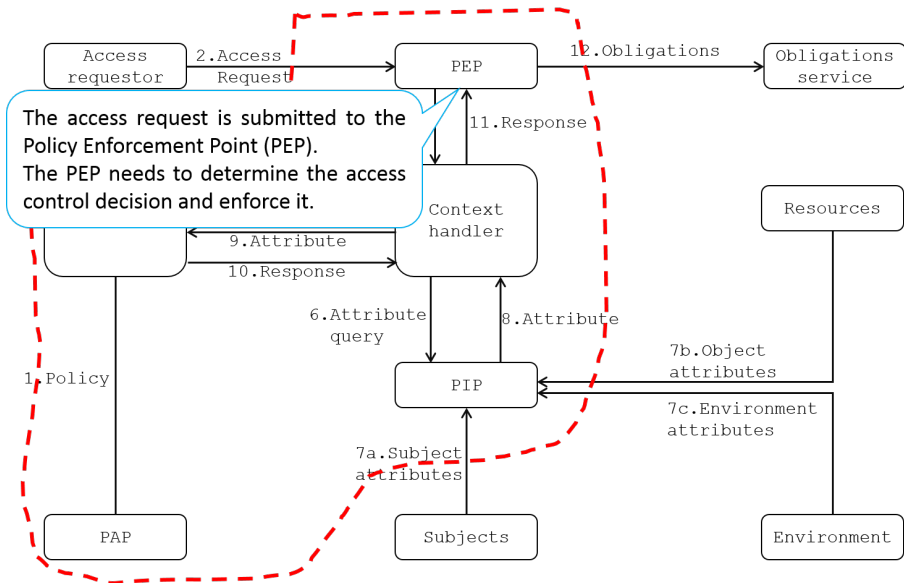 Access
requestor
2.Access
Request
PEP
12.Obligations
Obligations
service
The access request is submitted to the
Policy Enforcement Point (PEP).
The PEP needs to determine the access
control decision and enforce it.
11.Response
Context
handler
Resources
9.Attribute
10.Response
6.Attribute
query
8.Attribute
1.Policy
PIP
7b.Object
attributes
7c.Environment
attributes
7a.Subject
attributes
PAP
Subjects
Environment